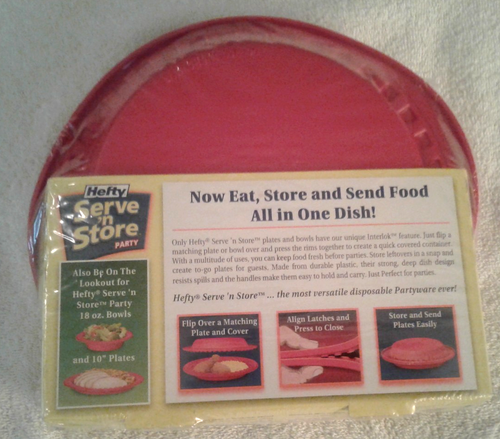 Hefty
Serve
'n
Store
PARTY
Also Be On The
Lookout for
Hefty® Serve 'n
Store™ Party
18 oz. Bowls
and 10" Plates
Now Eat, Store and Send Food
All in One Dish!
Only Hefty® Serve 'n Store™ plates and bowls have our unique Interlok™ feature. Just flip a
matching plate or bowl over and press the rims together to create a quick covered container!
With a multitude of uses, you can keep food fresh before parties. Store leftovers in a snap and
create to-go plates for guests. Made from durable plastic, their strong, deep dish design
resists spills and the handles make them easy to hold and carry. Just Perfect for parties.
Hefty® Serve 'n Store™ ... the most versatile disposable Partyware ever!
Flip Over a Matching
Plate and Cover
Align Latches and
Press to Close
Store and Send
Plates Easily